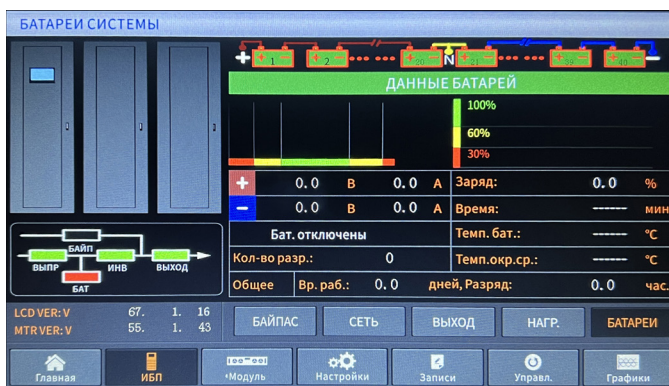 БАТАРЕИ СИСТЕМЫ
+ 1 2 20 N 21 39 40 −
ДАННЫЕ БАТАРЕЙ
100%
60%
30%
+ 0.0 В 0.0 А Заряд: 0.0 %
− 0.0 В 0.0 А Время: ------ мин
Бат. отключены Темп. бат.: ------ °C
Кол-во разр.: 0 Темп.окр.ср.: ------ °C
Общее Вр. раб.: 0.0 дней, Разряд: 0.0 час.
БАЙП
ВЫПР ИНВ ВЫХОД
БАТ
LCD VER: V 67. 1. 16
MTR VER: V 55. 1. 43
БАЙПАС СЕТЬ ВЫХОД НАГР. БАТАРЕИ
Главная ИБП •Модуль Настройки Записи Управл. Графики